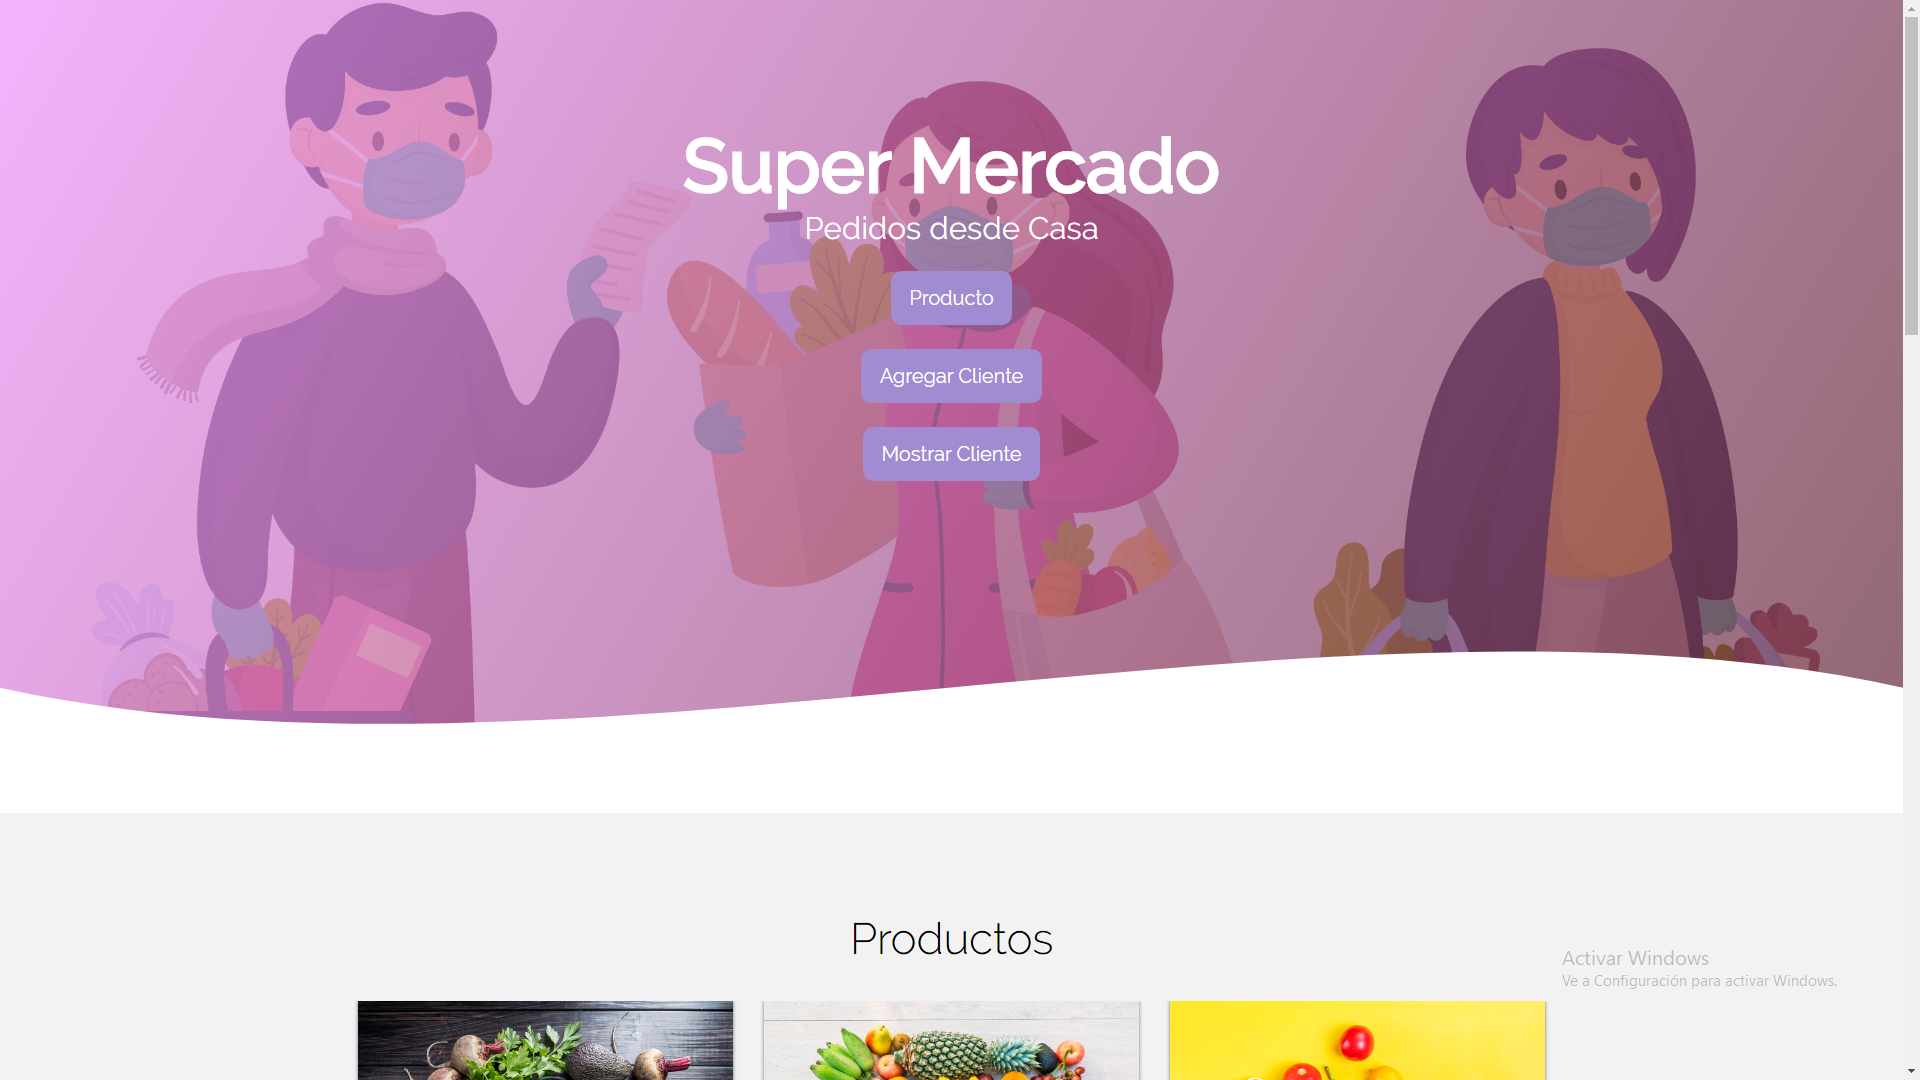 Super Mercado
Pedidos desde Casa
Producto
Agregar Cliente
Mostrar Cliente
Productos
Activar Windows
Ve a Configuración para activar Windows.